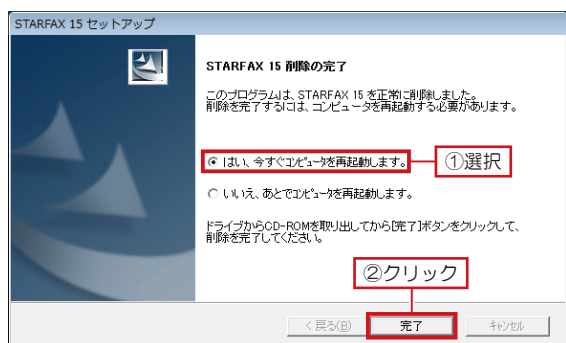 STARFAX 15 セットアップ
STARFAX 15 削除の完了
このプログラムは、STARFAX 15 を正常に削除しました。
削除を完了するには、コンピュータを再起動する必要があります。
はい、今すぐコンピュータを再起動します。
①選択
いいえ、あとでコンピュータを再起動します。
ドライブからCD-ROMを取り出してから[完了]ボタンをクリックして、
削除を完了してください。
②クリック
< 戻る(B)
完了
キャンセル